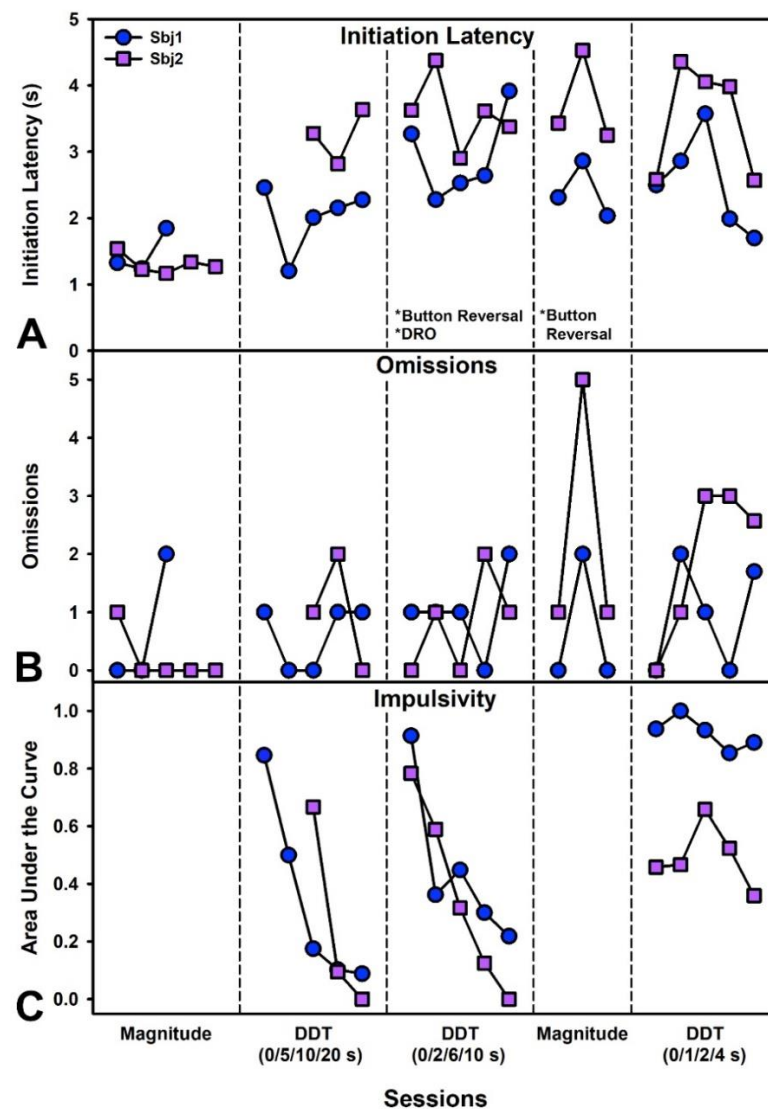 Initiation Latency
Sbj1
Sbj2
5
4
3
2
1
0
Initiation Latency (s)
*Button Reversal
*DRO
*Button
Reversal
A
Omissions
5
4
3
2
1
0
Omissions
B
Impulsivity
1.0
0.8
0.6
0.4
0.2
0.0
Area Under the Curve
C
Magnitude
DDT
(0/5/10/20 s)
DDT
(0/2/6/10 s)
Magnitude
DDT
(0/1/2/4 s)
Sessions